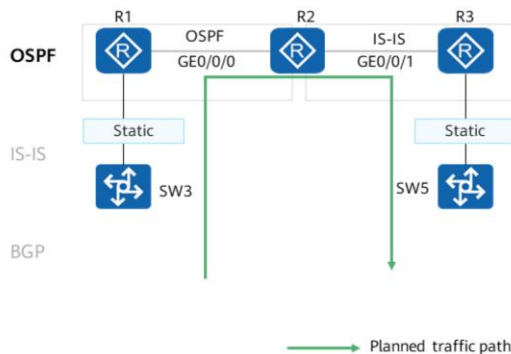 R1 R2 R3
OSPF OSPF IS-IS
GE0/0/0 GE0/0/1
Static Static
IS-IS
SW3 SW5
BGP
Planned traffic path